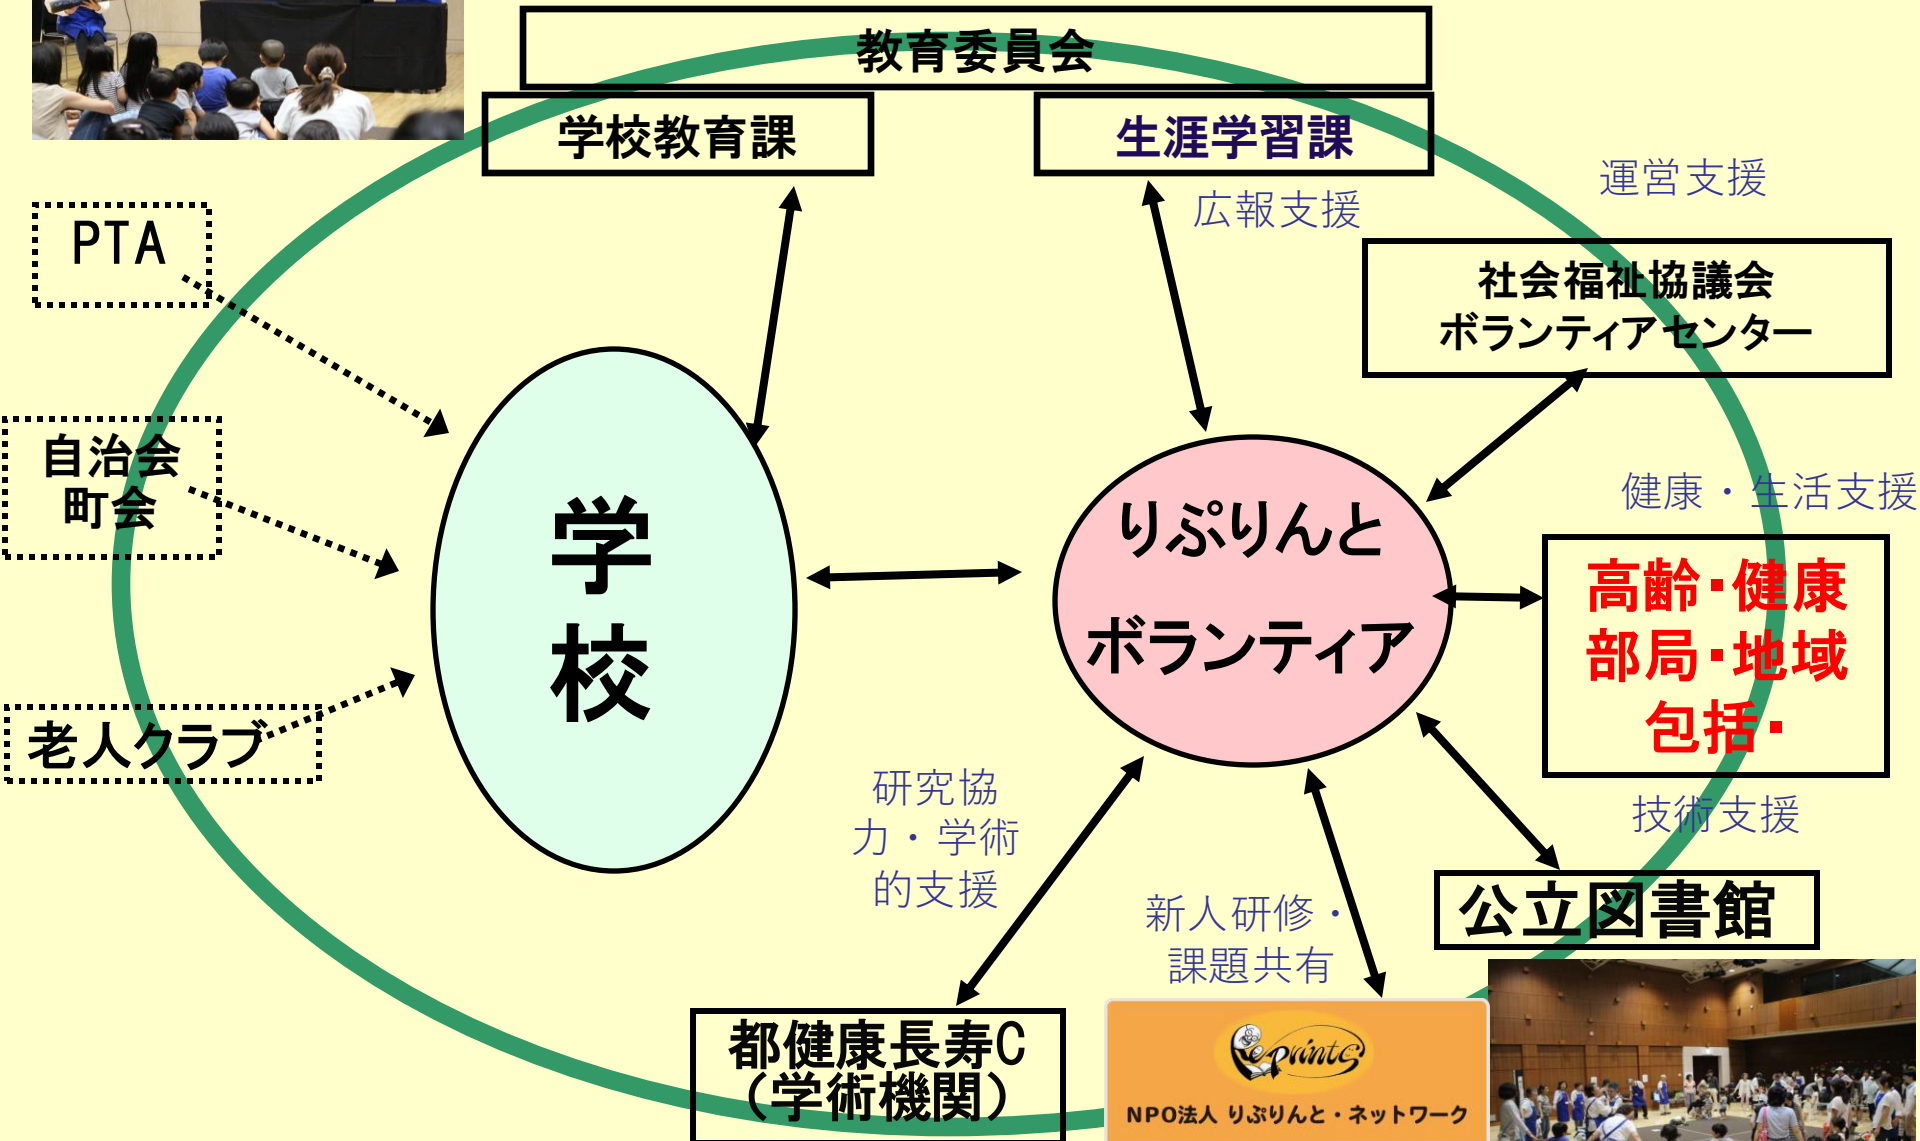 教育委員会
学校教育課
生涯学習課
運営支援
広報支援
PTA
社会福祉協議会
ボランティアセンター
自治会
町会
健康・生活支援
学
校
りぷりんと
ボランティア
高齢・健康
部局・地域
包括・
老人クラブ
研究協
力・学術
的支援
技術支援
新人研修・
課題共有
公立図書館
都健康長寿C
（学術機関）
Reprints
NPO法人 りぷりんと・ネットワーク